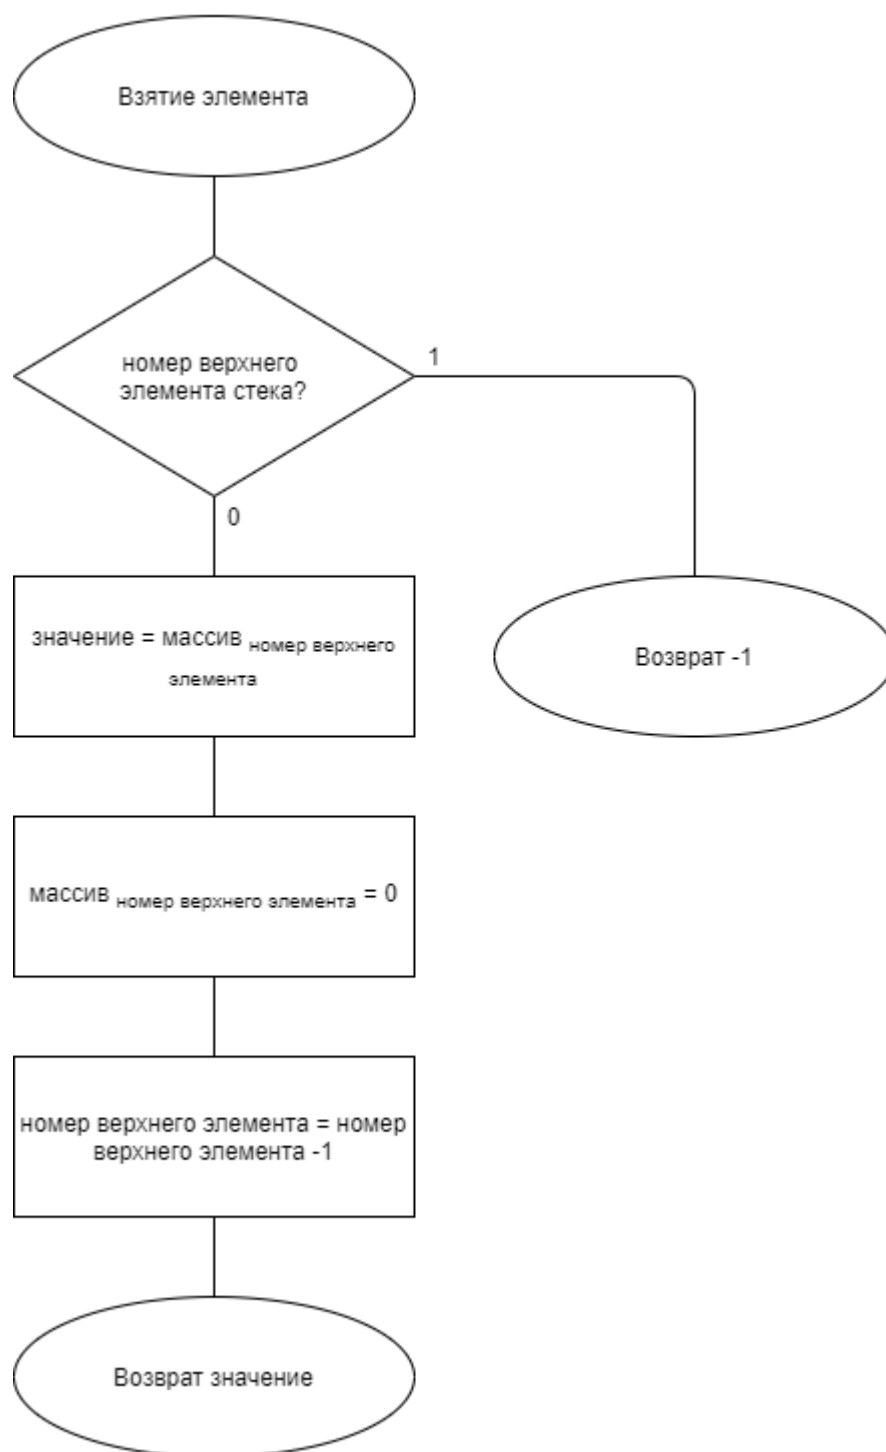 Взятие элемента
номер верхнего
элемента стека?
1
0
значение = массив номер верхнего
элемента
Возврат -1
массив номер верхнего элемента = 0
номер верхнего элемента = номер
верхнего элемента -1
Возврат значение